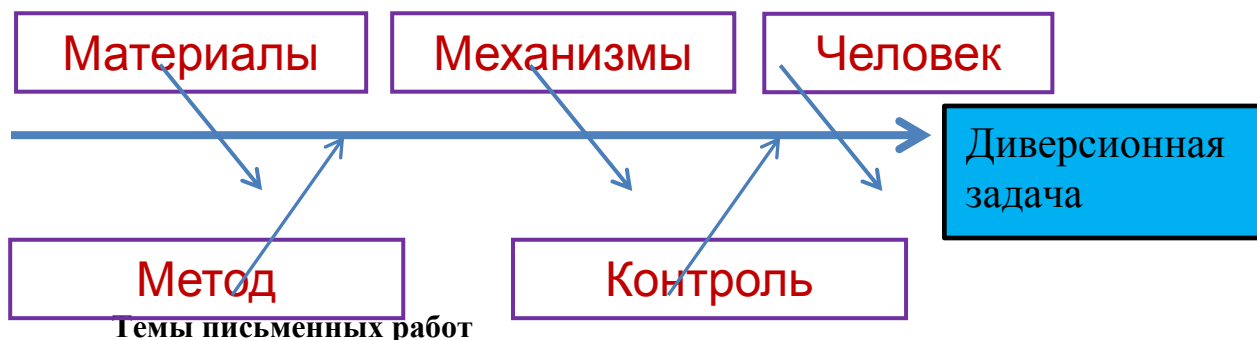 Материалы
Механизмы
Человек
Диверсионная
задача
Метод
Контроль
Темы письменных работ